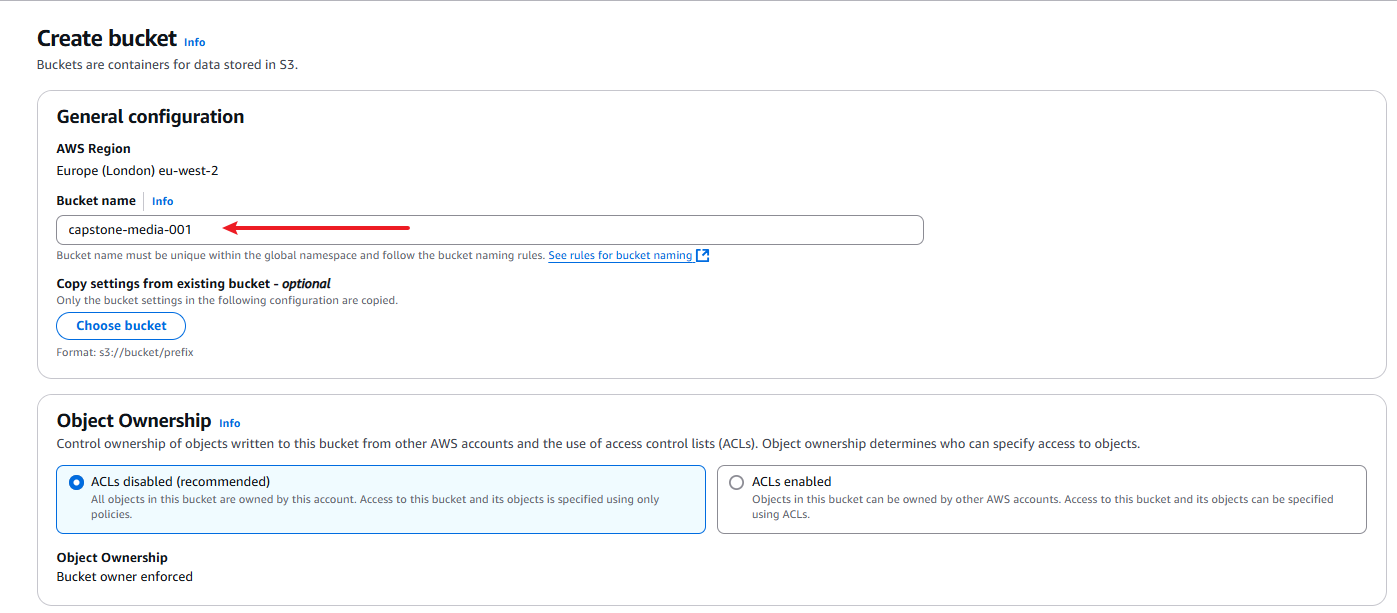 Create bucket Info
Buckets are containers for data stored in S3.
General configuration
AWS Region
Europe (London) eu-west-2
Bucket name Info
capstone-media-001
Bucket name must be unique within the global namespace and follow the bucket naming rules. See rules for bucket naming
Copy settings from existing bucket - optional
Only the bucket settings in the following configuration are copied.
Choose bucket
Format: s3://bucket/prefix
Object Ownership Info
Control ownership of objects written to this bucket from other AWS accounts and the use of access control lists (ACLs). Object ownership determines who can specify access to objects.
ACLs disabled (recommended)
All objects in this bucket are owned by this account. Access to this bucket and its objects is specified using only
policies.
ACLs enabled
Objects in this bucket can be owned by other AWS accounts. Access to this bucket and its objects can be specified
using ACLs.
Object Ownership
Bucket owner enforced